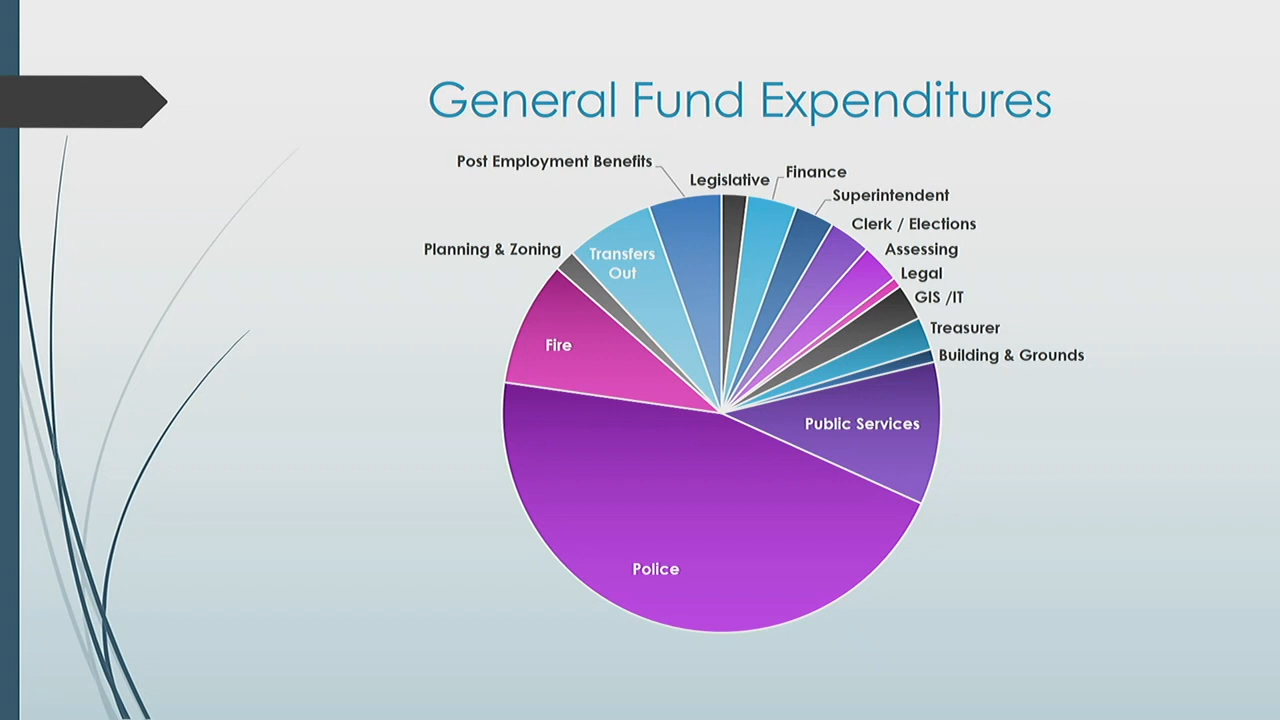 General Fund Expenditures
Post Employment Benefits
Legislative
Finance
Superintendent
Clerk / Elections
Assessing
Legal
GIS /IT
Treasurer
Building & Grounds
Public Services
Police
Fire
Planning & Zoning
Transfers
Out